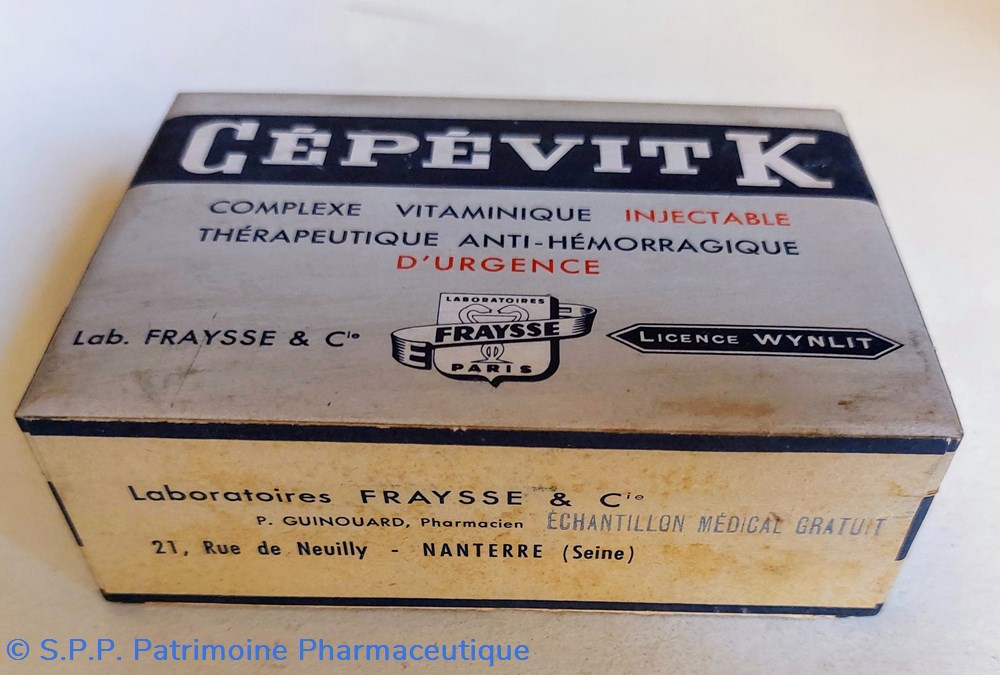 CÉPÉVIT K
COMPLEXE VITAMINIQUE INJECTABLE
THÉRAPEUTIQUE ANTI-HÉMORRAGIQUE
D'URGENCE
Lab. FRAYSSE & Cie
LABORATOIRES
FRAYSSE
PARIS
LICENCE WYNLIT
Laboratoires FRAYSSE & Cie
P. GUINOUARD, Pharmacien ÉCHANTILLON MÉDICAL GRATUIT
21, Rue de Neuilly - NANTERRE (Seine)
© S.P.P. Patrimoine Pharmaceutique